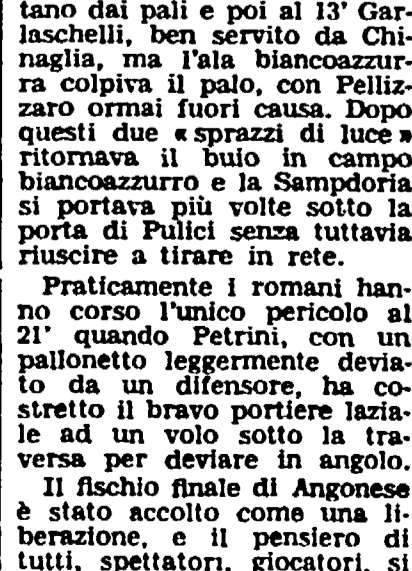 tano dai pali e poi al 13' Gar-
laschelli, ben servito da Chi-
naglia, ma l'ala biancoazzur-
ra colpiva il palo, con Pelliz-
zaro ormai fuori causa. Dopo
questi due « sprazzi di luce »
ritornava il buio in campo
biancoazzurro e la Sampdoria
si portava più volte sotto la
porta di Pulici senza tuttavia
riuscire a tirare in rete.
Praticamente i romani han-
no corso l'unico pericolo al
21' quando Petrini, con un
pallonetto leggermente devia-
to da un difensore, ha co-
stretto il bravo portiere lazia-
le ad un volo sotto la tra-
versa per deviare in angolo.
Il fischio finale di Angonese
è stato accolto come una li-
berazione, e il pensiero di
tutti, spettatori, giocatori, si